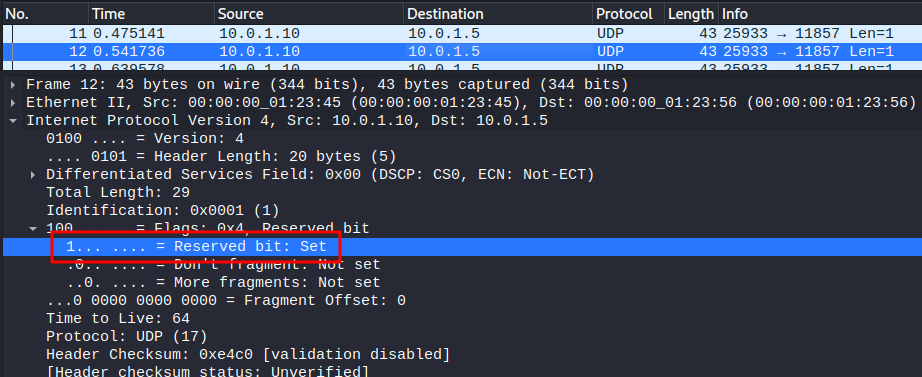 No. Time Source Destination Protocol Length Info
11 0.475141 10.0.1.10 10.0.1.5 UDP 43 25933 → 11857 Len=1
12 0.541736 10.0.1.10 10.0.1.5 UDP 43 25933 → 11857 Len=1
13 0.639578 10.0.1.10 10.0.1.5 UDP 43 25933 → 11857 Len=1
Frame 12: 43 bytes on wire (344 bits), 43 bytes captured (344 bits)
Ethernet II, Src: 00:00:00_01:23:45 (00:00:00:01:23:45), Dst: 00:00:00_01:23:56 (00:00:00:01:23:56)
Internet Protocol Version 4, Src: 10.0.1.10, Dst: 10.0.1.5
0100 .... = Version: 4
.... 0101 = Header Length: 20 bytes (5)
Differentiated Services Field: 0x00 (DSCP: CS0, ECN: Not-ECT)
Total Length: 29
Identification: 0x0001 (1)
100. .... = Flags: 0x4, Reserved bit
1... .... = Reserved bit: Set
.0.. .... = Don't fragment: Not set
..0. .... = More fragments: Not set
...0 0000 0000 0000 = Fragment Offset: 0
Time to Live: 64
Protocol: UDP (17)
Header Checksum: 0xe4c0 [validation disabled]
[Header checksum status: Unverified]